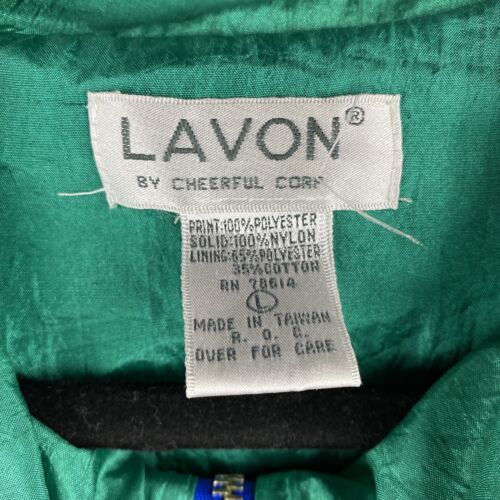 LAVON®
BY CHEERFUL CORP
PRINT:100%POLYESTER
SOLID:100%NYLON
LINING:65%POLYESTER
35%COTTON
RN 78614
L
MADE IN TAIWAN
R. O. C.
OVER FOR CARE